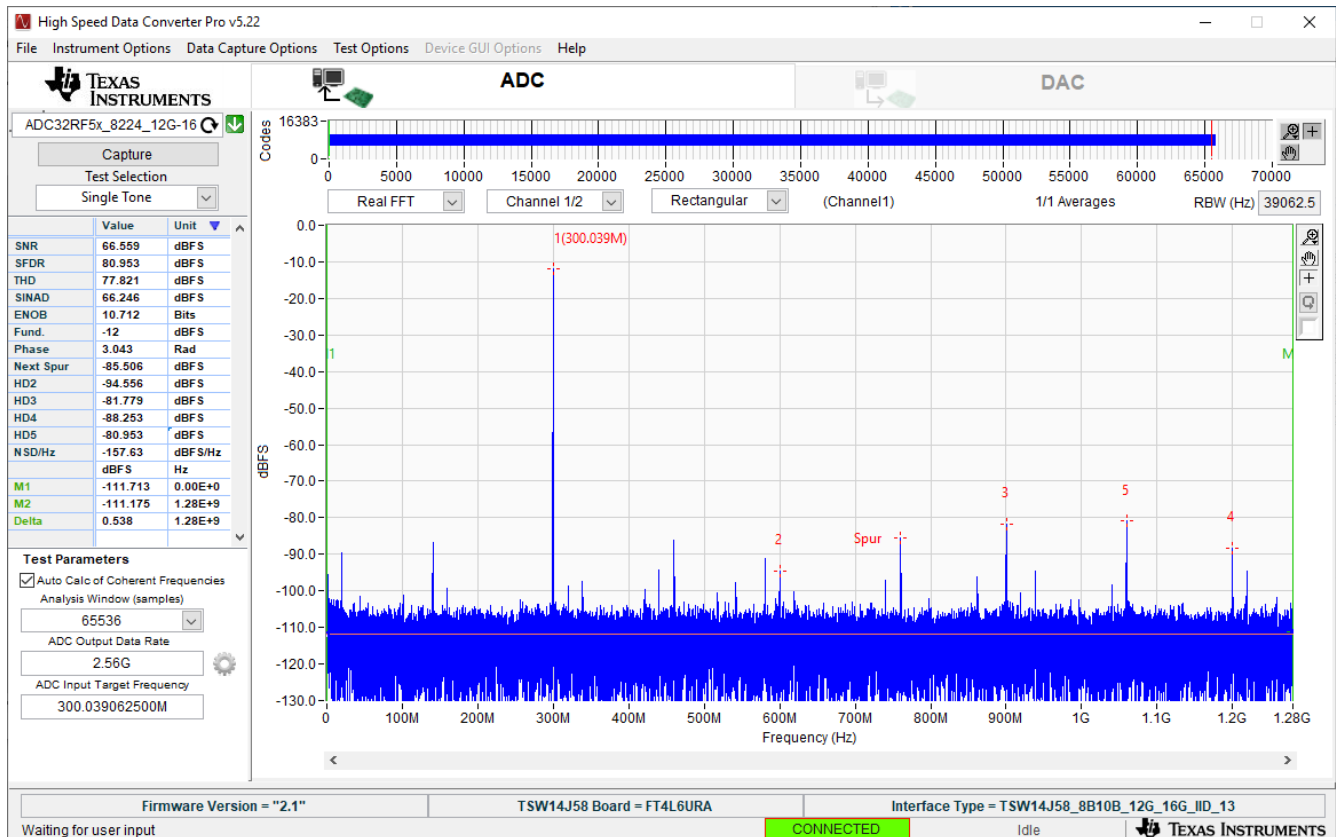 High Speed Data Converter Pro v5.22
File Instrument Options Data Capture Options Test Options Device GUI Options Help
TEXAS INSTRUMENTS
ADC
DAC
ADC32RF5x_8224_12G-16
Capture
Test Selection
Single Tone
Value Unit
SNR 66.559 dBFS
SFDR 80.953 dBFS
THD 77.821 dBFS
SINAD 66.246 dBFS
ENOB 10.712 Bits
Fund. -12 dBFS
Phase 3.043 Rad
Next Spur -85.506 dBFS
HD2 -94.556 dBFS
HD3 -81.779 dBFS
HD4 -88.253 dBFS
HD5 -80.953 dBFS
NSD/Hz -157.63 dBFS/Hz
dBFS Hz
M1 -111.713 0.00E+0
M2 -111.175 1.28E+9
Delta 0.538 1.28E+9
Test Parameters
Auto Calc of Coherent Frequencies
Analysis Window (samples)
65536
ADC Output Data Rate
2.56G
ADC Input Target Frequency
300.039062500M
Codes
16383
0
0 5000 10000 15000 20000 25000 30000 35000 40000 45000 50000 55000 60000 65000 70000
Real FFT Channel 1/2 Rectangular (Channel1) 1/1 Averages RBW (Hz) 39062.5
dBFS
0.0
-10.0
-20.0
-30.0
-40.0
-50.0
-60.0
-70.0
-80.0
-90.0
-100.0
-110.0
-120.0
-130.0
1(300.039M)
1
M
2
Spur
3
5
4
0 100M 200M 300M 400M 500M 600M 700M 800M 900M 1G 1.1G 1.2G 1.28G
Frequency (Hz)
Firmware Version = "2.1" TSW14J58 Board = FT4L6URA Interface Type = TSW14J58_8B10B_12G_16G_IID_13
Waiting for user input CONNECTED Idle TEXAS INSTRUMENTS